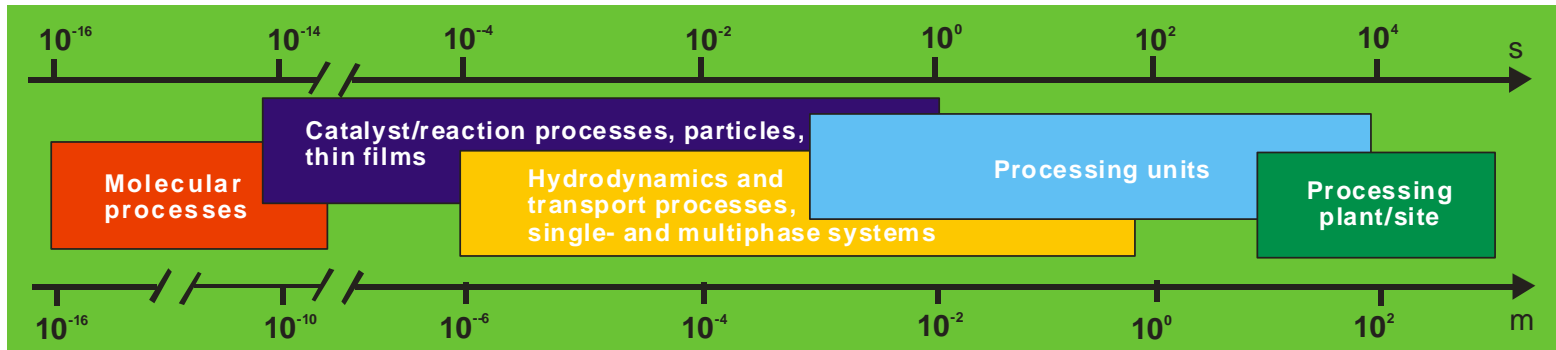 10⁻¹⁶ 10⁻¹⁴ 10⁻⁻⁴ 10⁻² 10⁰ 10² 10⁴ s
Catalyst/reaction processes, particles,
thin films
Molecular
processes
Hydrodynamics and
transport processes,
single- and multiphase systems
Processing units
Processing
plant/site
10⁻¹⁶ 10⁻¹⁰ 10⁻⁻⁶ 10⁻⁴ 10⁻² 10⁰ 10² m